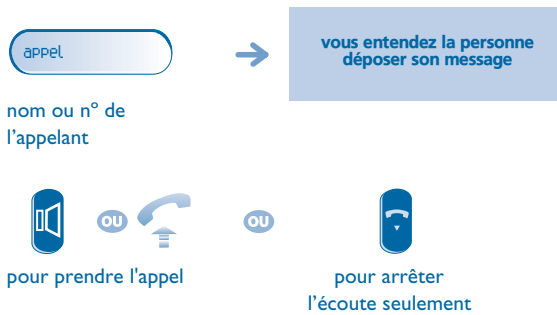 appel
vous entendez la personne
déposer son message
nom ou nº de
l'appelant
OU
OU
pour prendre l'appel
pour arrêter
l'écoute seulement